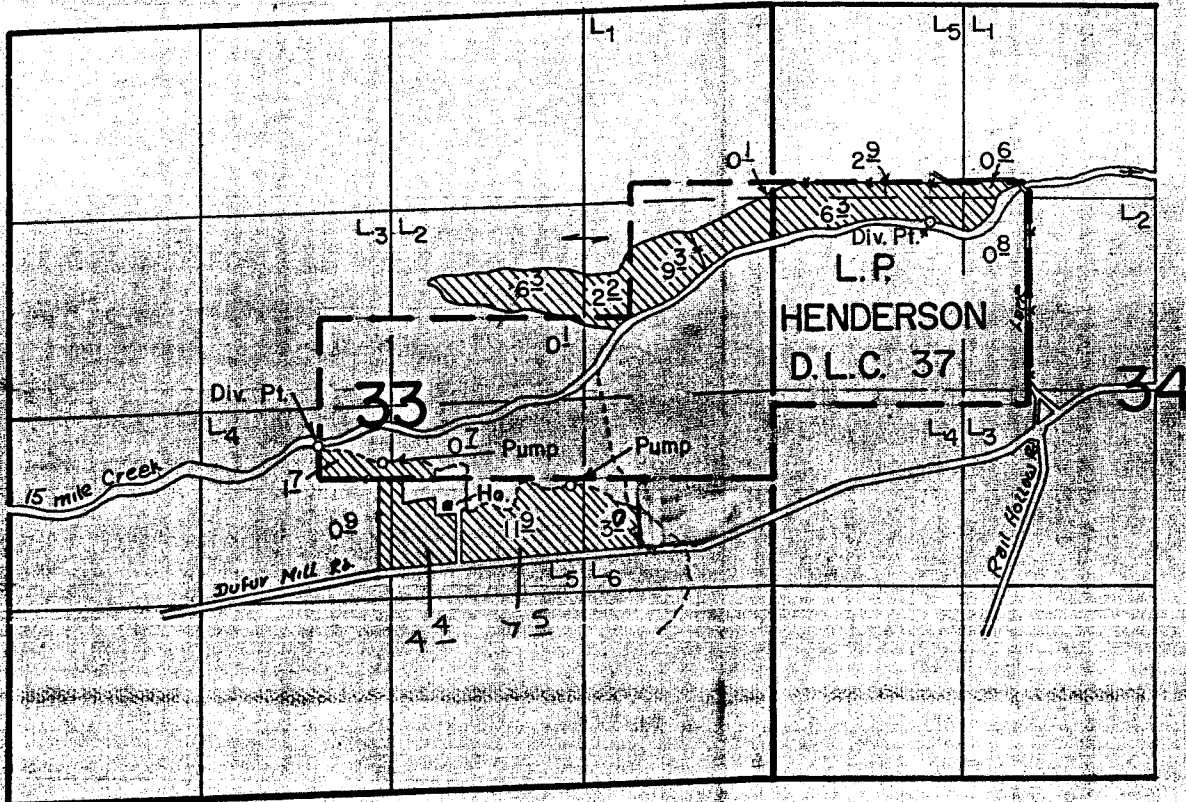 L₁
L₅ L₁
0 1̲
2 9̲
0 6̲
L₃ L₂
L₂
6 3̲
Div. Pt.
0 8̲
9 3̲
6 3̲
2 2̲
L. P.
HENDERSON
D.L.C. 37
0 1̲
Div. Pt.
33
34
L₄
L₄ L₃
0 7̲
Pump
Pump
15 mile Creek
1 7̲
Ho.
0 9̲
11 9̲
3 0̲
Rail Hollow Rd
Dufur Mill Rd.
L₅ L₆
4 4̲
7 5̲